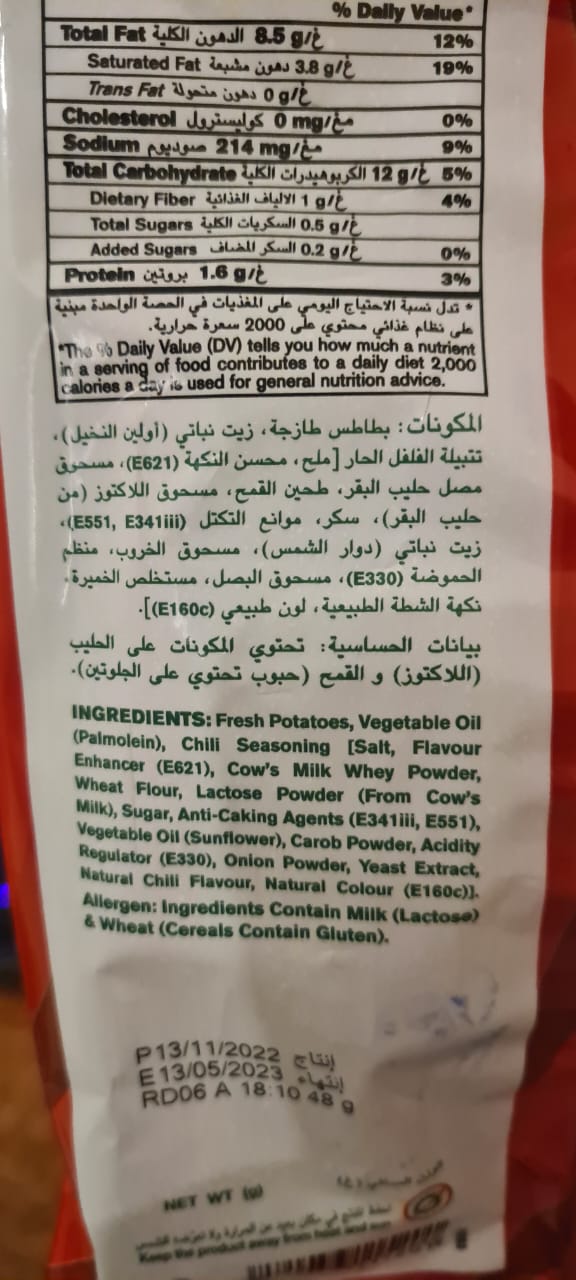 % Daily Value*
Total Fat الدهون الكلية 8.5 g/غ 12%
Saturated Fat دهون مشبعة 3.8 g/غ 19%
Trans Fat دهون متحولة 0 g/غ
Cholesterol كوليسترول 0 mg/مغ 0%
Sodium صوديوم 214 mg/مغ 9%
Total Carbohydrate الكربوهيدرات الكلية 12 g/غ 5%
Dietary Fiber الالياف الغذائية 1 g/غ 4%
Total Sugars السكريات الكلية 0.5 g/غ
Added Sugars السكر المضاف 0.2 g/غ 0%
Protein بروتين 1.6 g/غ 3%
* تدل نسبة الاحتياج اليومي على المغذيات في الحصة الواحدة مبنية
على نظام غذائي محتوي على 2000 سعرة حرارية.
*The % Daily Value (DV) tells you how much a nutrient
in a serving of food contributes to a daily diet 2,000
calories a day is used for general nutrition advice.
المكونات: بطاطس طازجة، زيت نباتي (أولين النخيل)،
تتبيلة الفلفل الحار [ملح، محسن النكهة (E621)، مسحوق
مصل حليب البقر، طحين القمح، مسحوق اللاكتوز (من
حليب البقر)، سكر، موانع التكتل (E551, E341iii)،
زيت نباتي (دوار الشمس)، مسحوق الخروب، منظم
الحموضة (E330)، مسحوق البصل، مستخلص الخميرة،
نكهة الشطة الطبيعية، لون طبيعي (E160c)].
بيانات الحساسية: تحتوي المكونات على الحليب
(اللاكتوز) و القمح (حبوب تحتوي على الجلوتين).
INGREDIENTS: Fresh Potatoes, Vegetable Oil
(Palmolein), Chili Seasoning [Salt, Flavour
Enhancer (E621), Cow's Milk Whey Powder,
Wheat Flour, Lactose Powder (From Cow's
Milk), Sugar, Anti-Caking Agents (E341iii, E551),
Vegetable Oil (Sunflower), Carob Powder, Acidity
Regulator (E330), Onion Powder, Yeast Extract,
Natural Chili Flavour, Natural Colour (E160c)].
Allergen: Ingredients Contain Milk (Lactose)
& Wheat (Cereals Contain Gluten).
P 13/11/2022 إنتاج
E 13/05/2023 إنتهاء
RD06 A 18:10 48 g
NET WT (g)
Keep the product away from heat and sun